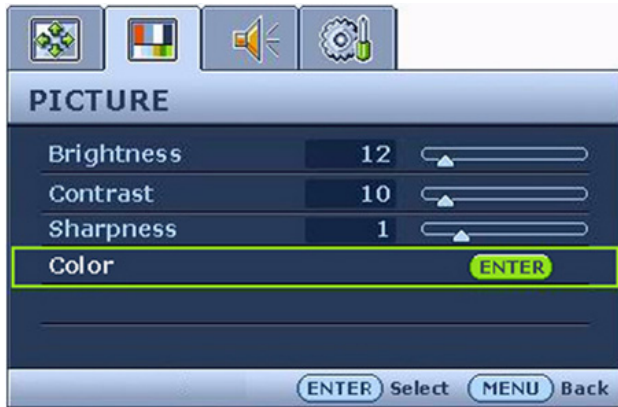 PICTURE
Brightness 12
Contrast 10
Sharpness 1
Color ENTER
ENTER Select MENU Back